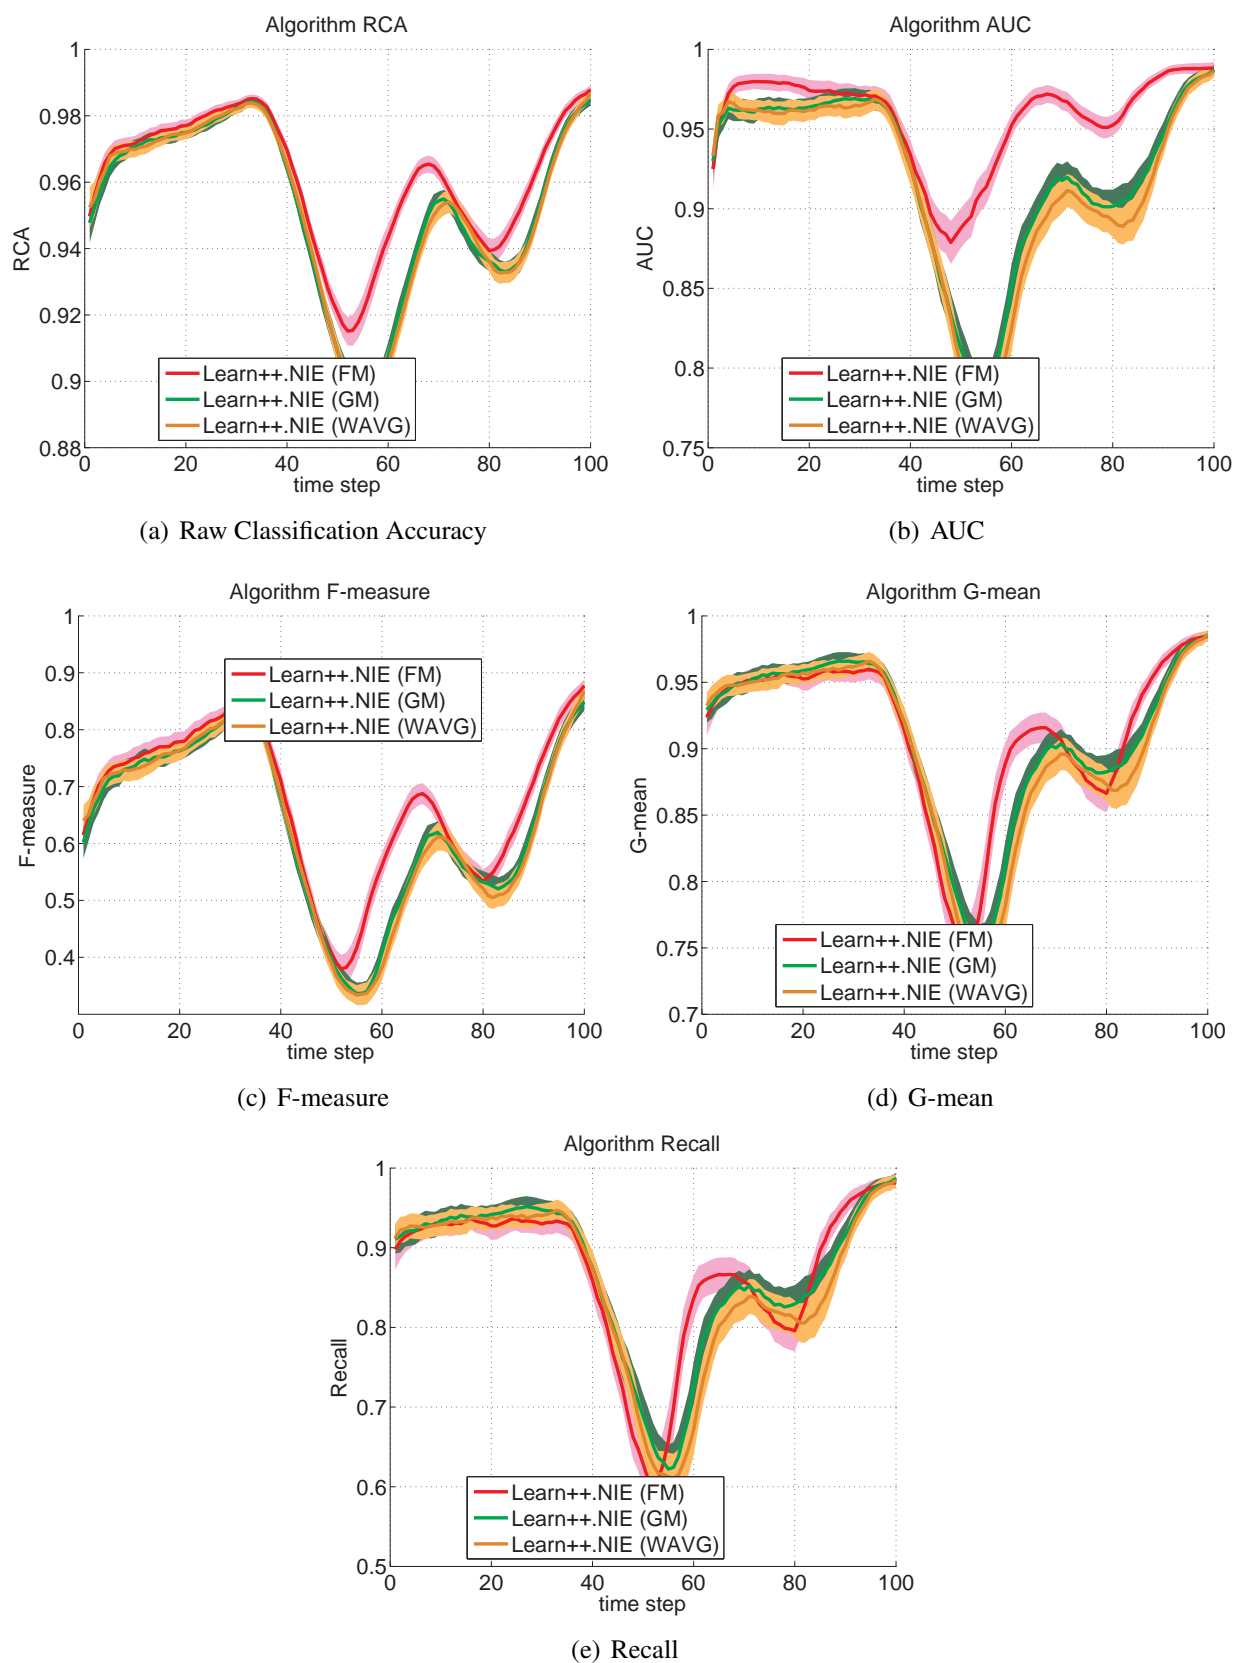 Algorithm RCA
1
0.98
0.96
0.94
0.92
0.9
0.88
RCA
Learn++.NIE (FM)
Learn++.NIE (GM)
Learn++.NIE (WAVG)
0 20 40 60 80 100
time step
(a) Raw Classification Accuracy
Algorithm AUC
1
0.95
0.9
0.85
0.8
0.75
AUC
Learn++.NIE (FM)
Learn++.NIE (GM)
Learn++.NIE (WAVG)
0 20 40 60 80 100
time step
(b) AUC
Algorithm F-measure
1
0.9
0.8
0.7
0.6
0.5
0.4
F-measure
Learn++.NIE (FM)
Learn++.NIE (GM)
Learn++.NIE (WAVG)
0 20 40 60 80 100
time step
(c) F-measure
Algorithm G-mean
1
0.95
0.9
0.85
0.8
0.75
0.7
G-mean
Learn++.NIE (FM)
Learn++.NIE (GM)
Learn++.NIE (WAVG)
0 20 40 60 80 100
time step
(d) G-mean
Algorithm Recall
1
0.9
0.8
0.7
0.6
0.5
Recall
Learn++.NIE (FM)
Learn++.NIE (GM)
Learn++.NIE (WAVG)
0 20 40 60 80 100
time step
(e) Recall